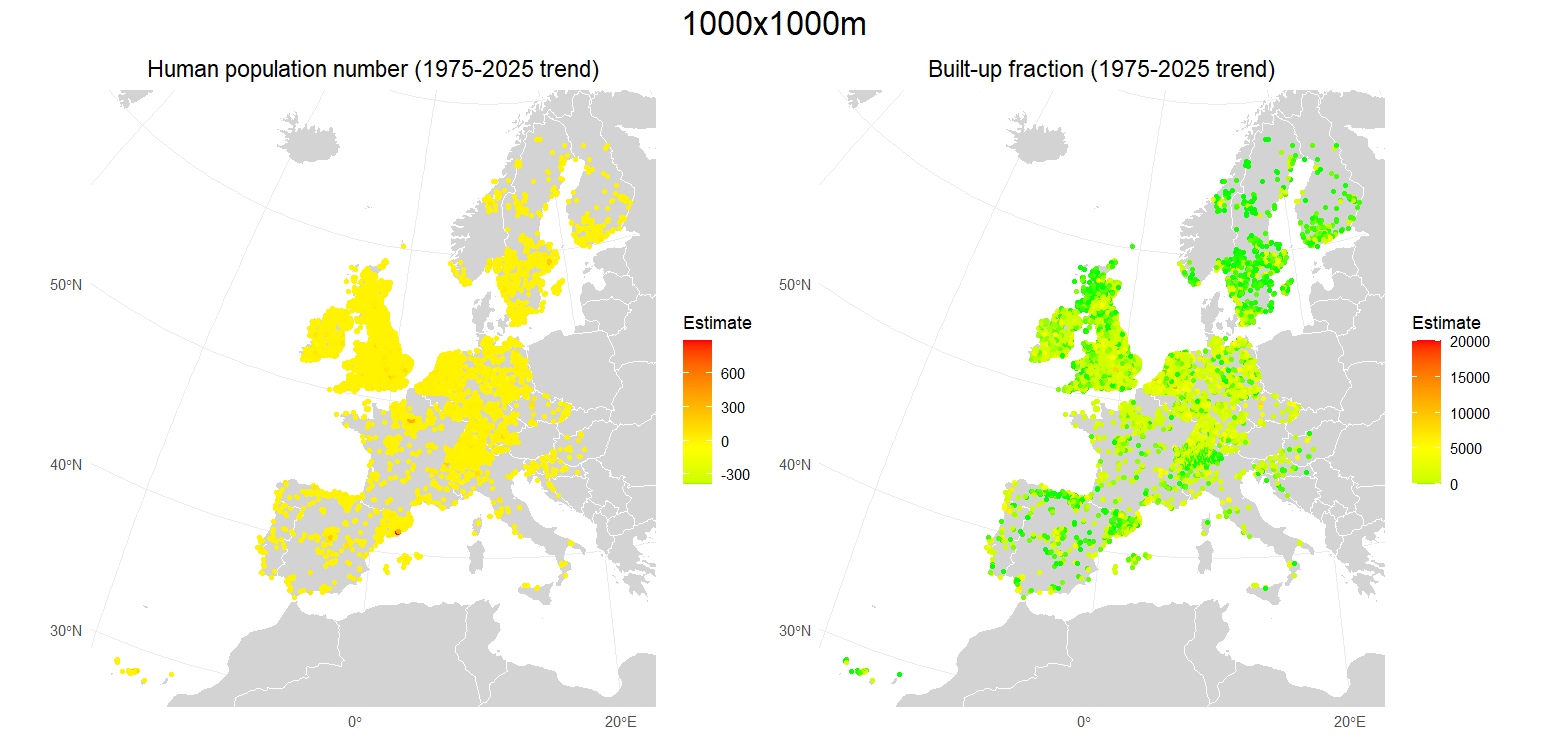 1000x1000m
Human population number (1975-2025 trend)
50°N
40°N
30°N
0°
20°E
Estimate
600
300
0
-300
Built-up fraction (1975-2025 trend)
50°N
40°N
30°N
0°
20°E
Estimate
20000
15000
10000
5000
0